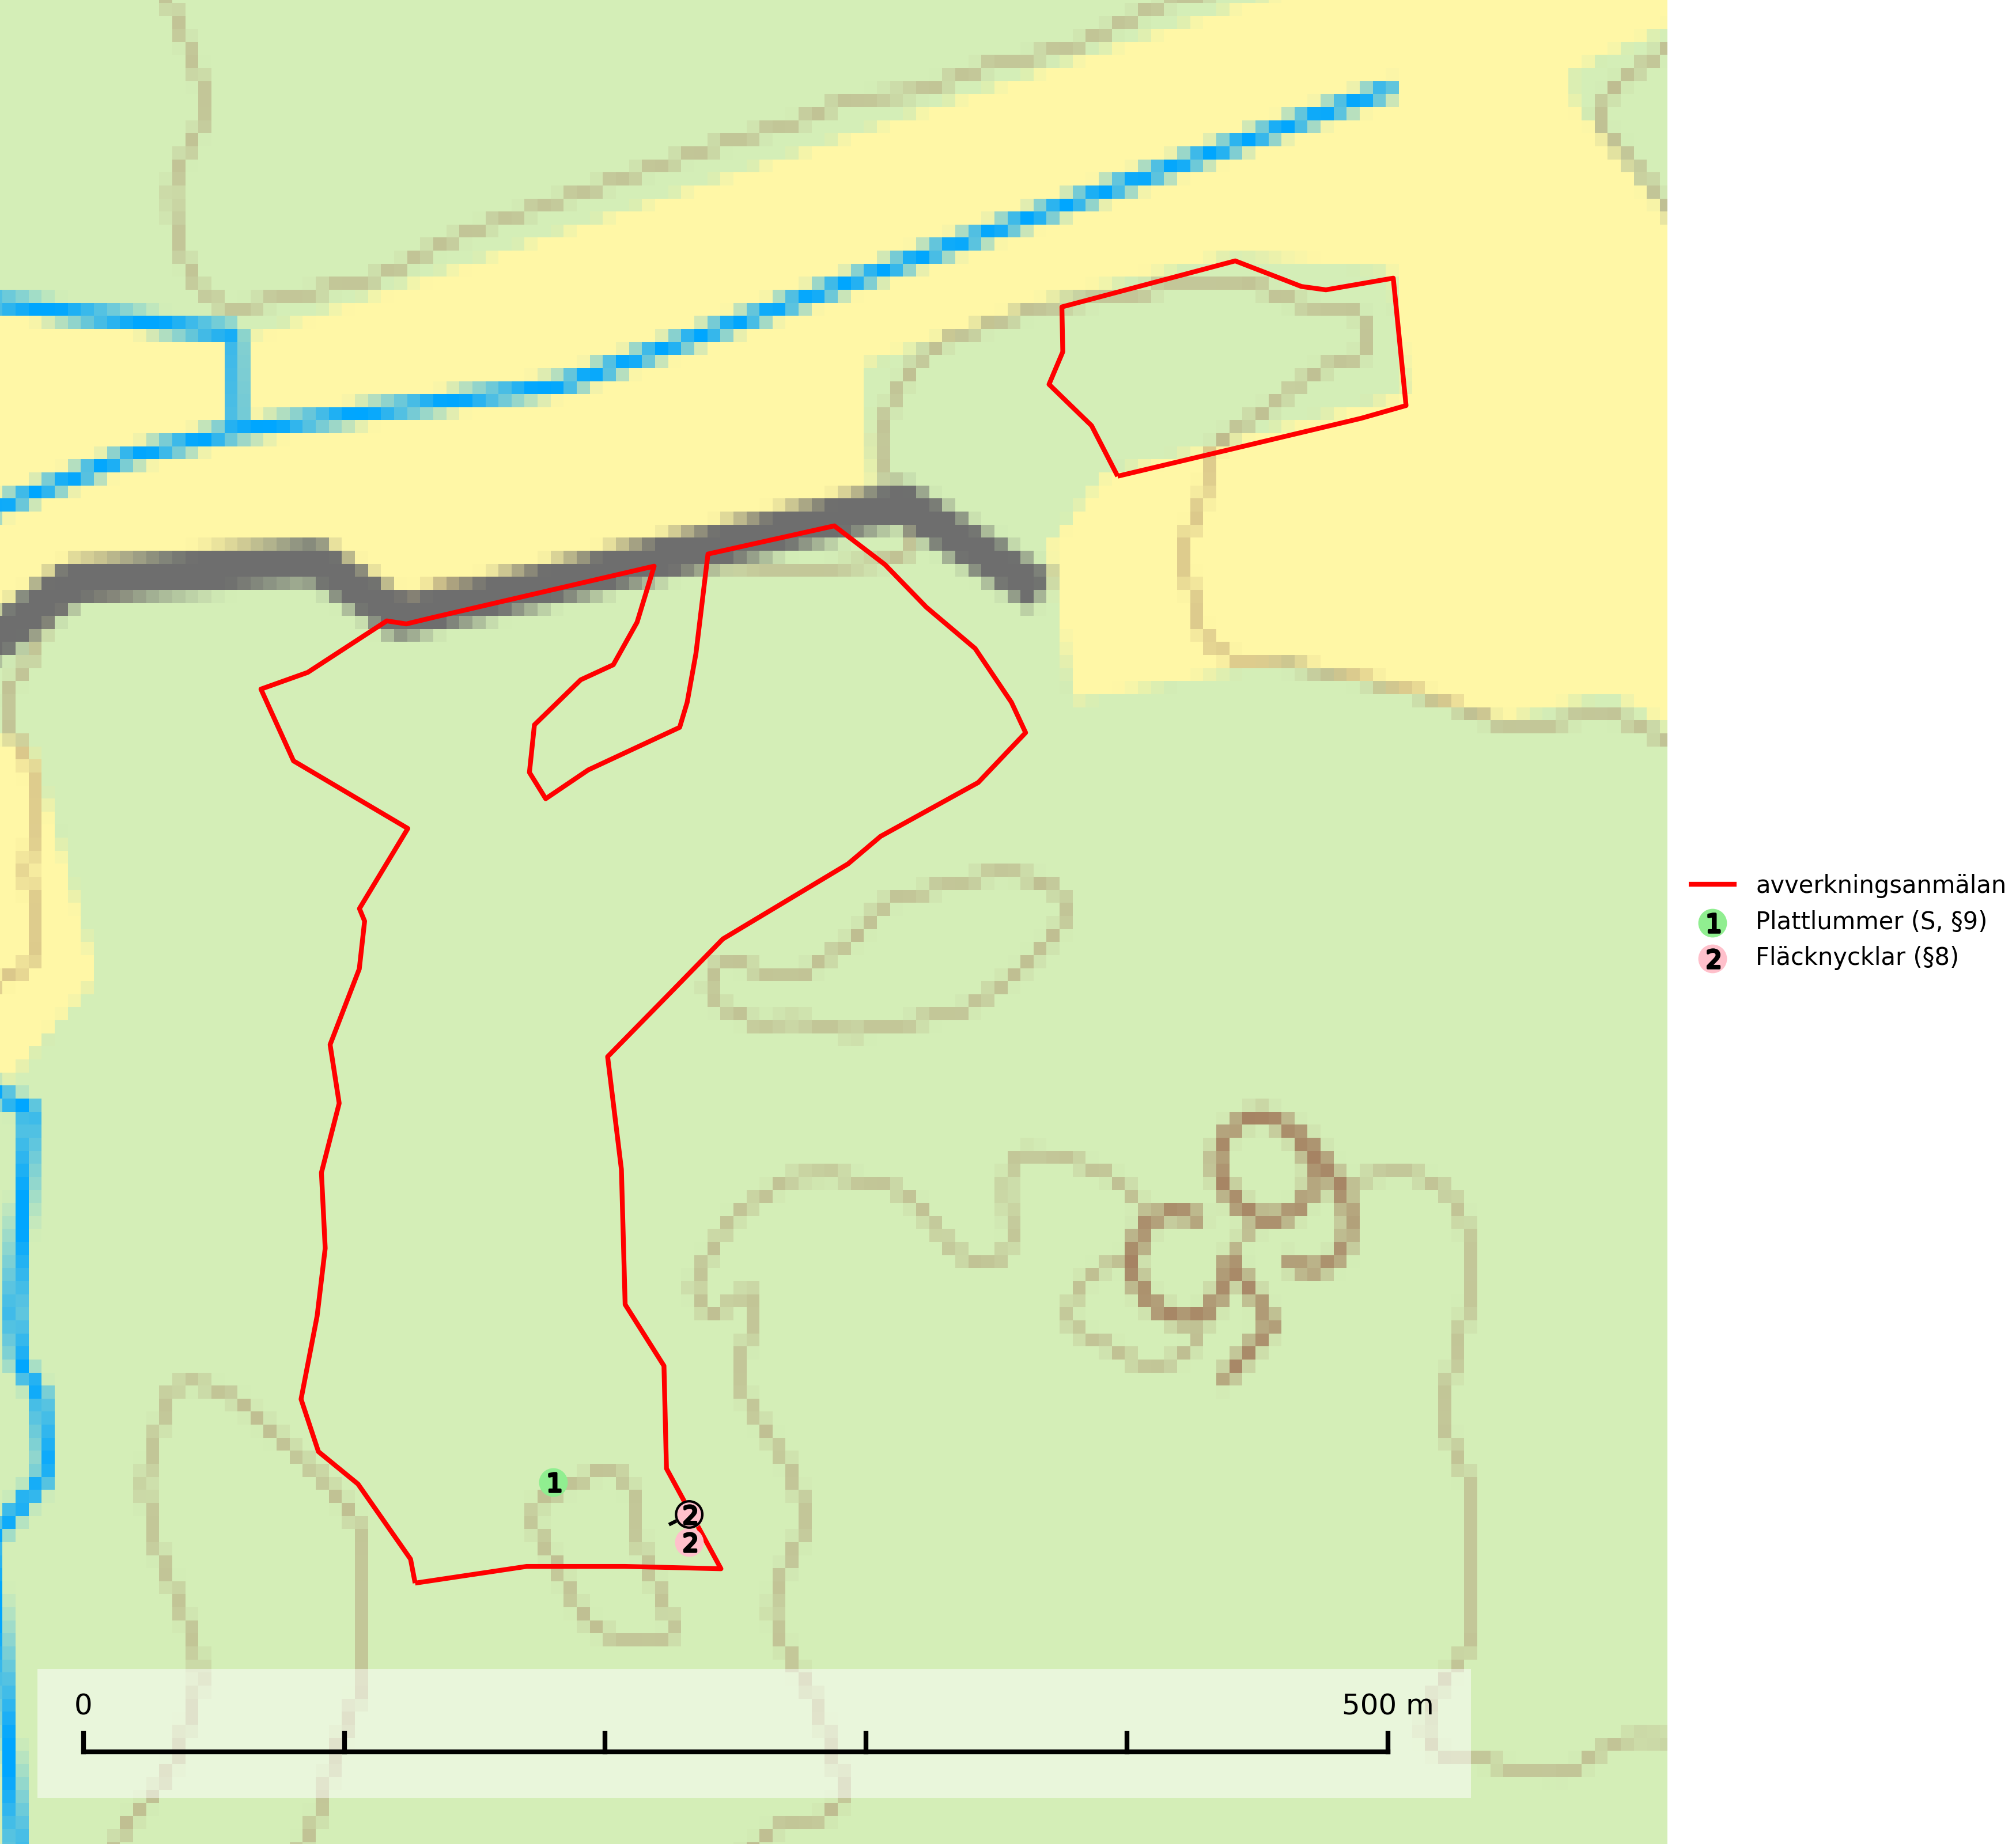 avverkningsanmälan
1 Plattlummer (S, §9)
2 Fläcknycklar (§8)
1
2
2
0 500 m